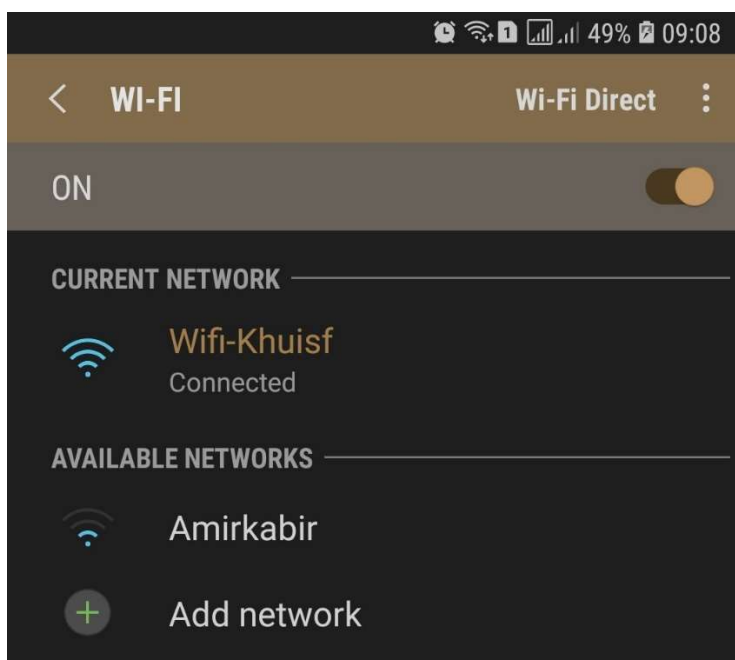 1 49% 09:08
WI-FI Wi-Fi Direct
ON
CURRENT NETWORK
Wifi-Khuisf
Connected
AVAILABLE NETWORKS
Amirkabir
Add network